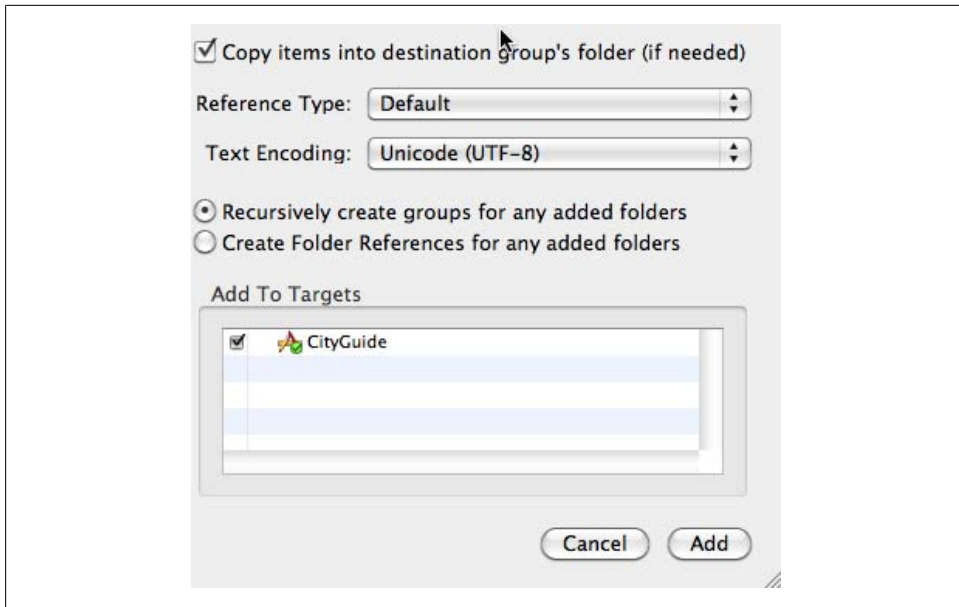 Copy items into destination group's folder (if needed)
Reference Type: Default
Text Encoding: Unicode (UTF-8)
Recursively create groups for any added folders
Create Folder References for any added folders
Add To Targets
CityGuide
Cancel Add